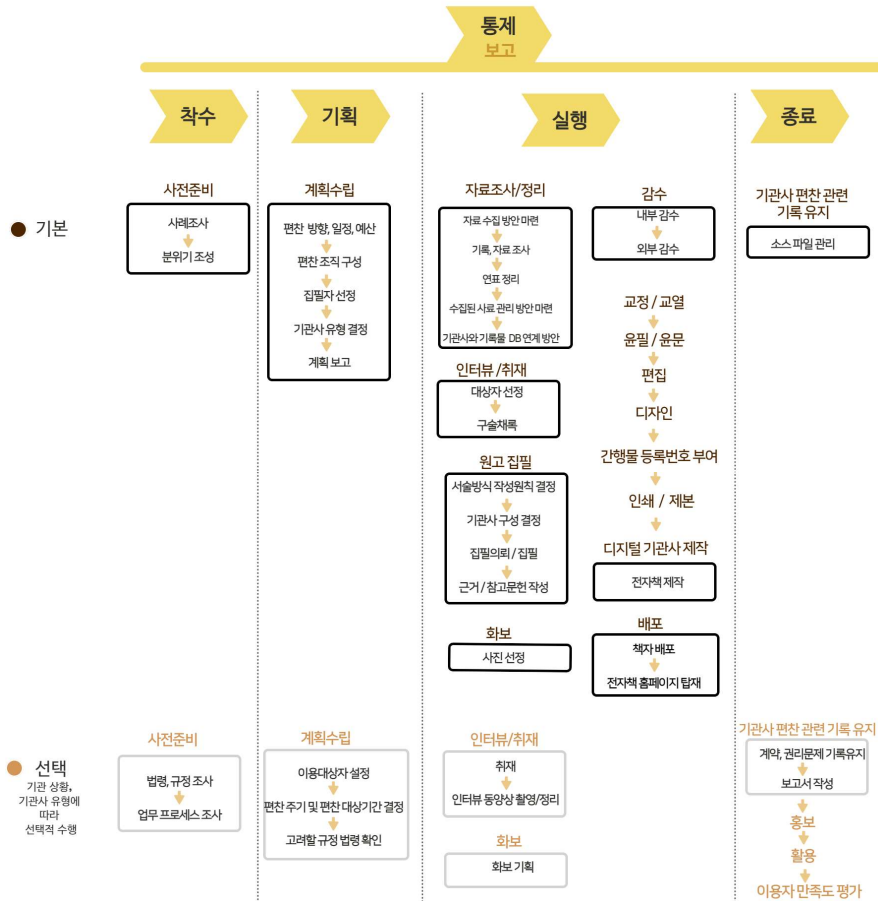 통제
보고
착수
기획
실행
종료
기본
사전준비
사례조사
분위기 조성
계획수립
편찬 방향, 일정, 예산
편찬 조직 구성
집필자 선정
기관사 유형 결정
계획 보고
자료조사/정리
자료 수집 방안 마련
기록, 자료 조사
연표 정리
수집된 사료 관리 방안 마련
기관사와 기록물 DB 연계 방안
인터뷰 /취재
대상자 선정
구술채록
원고 집필
서술방식 작성원칙 결정
기관사 구성 결정
집필의뢰 / 집필
근거 / 참고문헌 작성
화보
사진 선정
감수
내부 감수
외부 감수
교정 / 교열
윤필 / 윤문
편집
디자인
간행물 등록번호 부여
인쇄 / 제본
디지털 기관사 제작
전자책 제작
배포
책자 배포
전자책 홈페이지 탑재
기관사 편찬 관련
기록 유지
소스 파일 관리
선택
기관 상황,
기관사 유형에
따라
선택적 수행
사전준비
법령, 규정 조사
업무 프로세스 조사
계획수립
이용대상자 설정
편찬 주기 및 편찬 대상기간 결정
고려할 규정 법령 확인
인터뷰/취재
취재
인터뷰 동양상 촬영/정리
화보
화보 기획
기관사 편찬 관련 기록 유지
계약, 권리문제 기록유지
보고서 작성
홍보
활용
이용자 만족도 평가